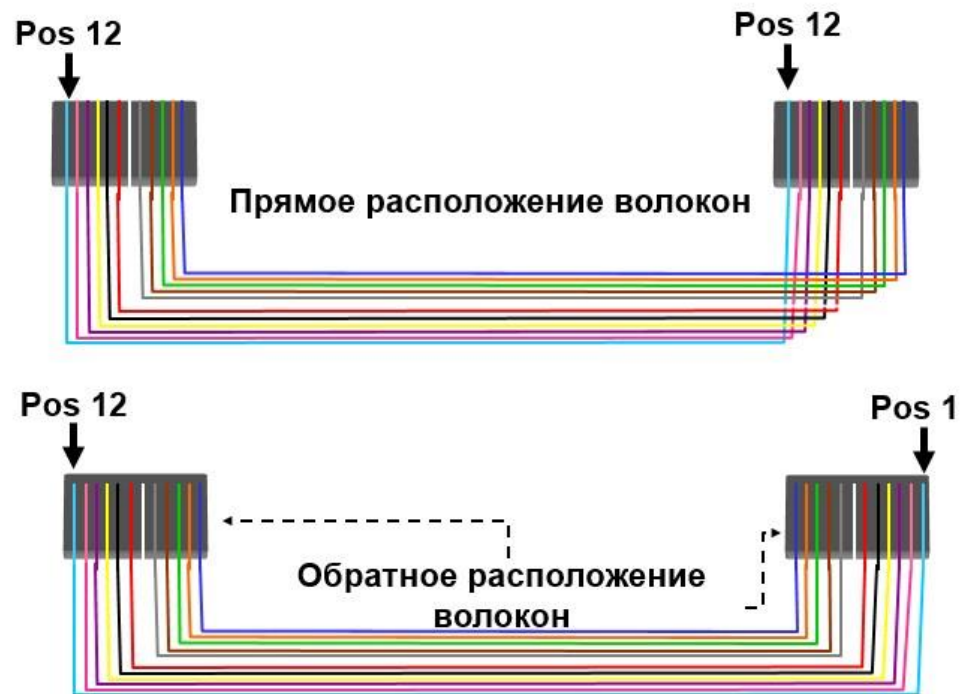 Pos 12
Pos 12
Прямое расположение волокон
Pos 12
Pos 1
Обратное расположение
волокон